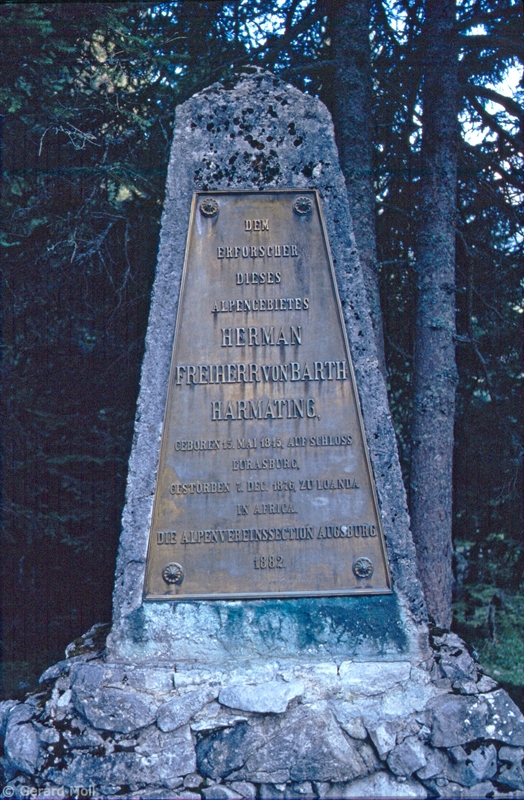 DEM
ERFORSCHER
DIESES
ALPENGEBIETES
HERMAN
FREIHERR VON BARTH
HARMATING,
GEBOREN 15. MAI 1845, AUF SCHLOSS
EURASBURG,
GESTORBEN 7. DEC. 1876, ZU LOANDA
IN AFRICA.
DIE ALPENVEREINSSECTION AUGSBURG
1882.
© Gerard Moll